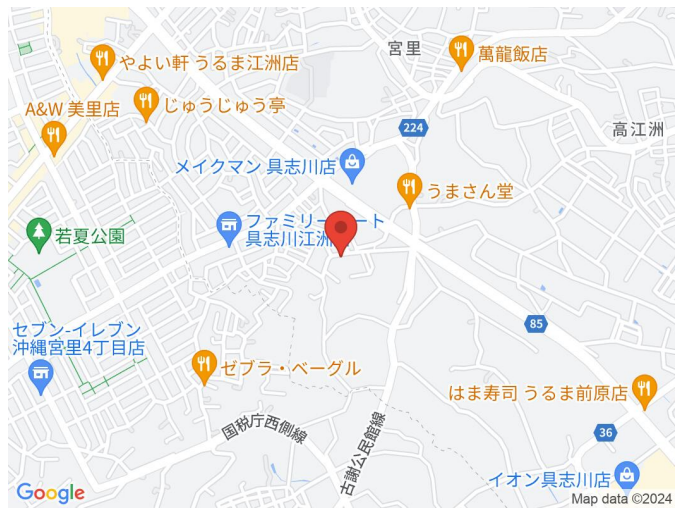 宮里
萬龍飯店
やよい軒 うるま江洲店
A&W 美里店
じゅうじゅう亭
224
高江洲
メイクマン 具志川店
うまさん堂
ファミリーマート
具志川江洲
若夏公園
セブン-イレブン
沖縄宮里4丁目店
85
ゼブラ・ベーグル
はま寿司 うるま前原店
国税庁西側線
古謝公民館線
36
イオン具志川店
Google
Map data ©2024